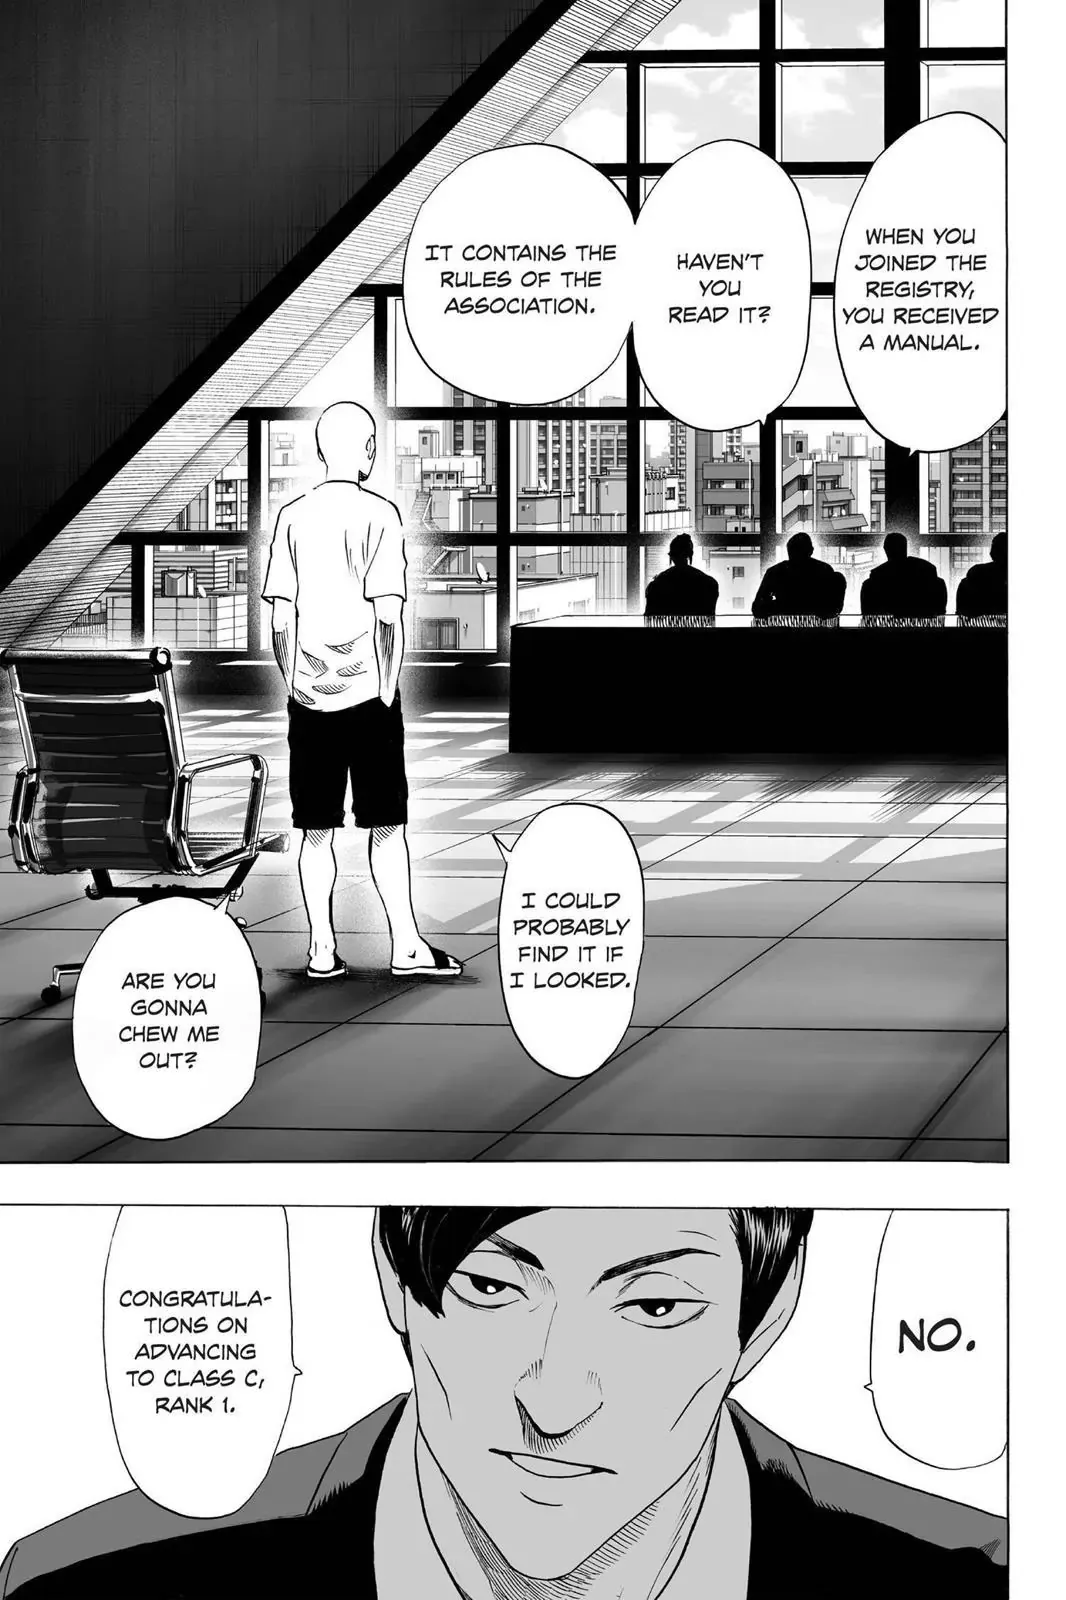 WHEN YOU
JOINED THE
REGISTRY,
YOU RECEIVED
A MANUAL.
HAVEN'T
YOU
READ IT?
IT CONTAINS THE
RULES OF THE
ASSOCIATION.
I COULD
PROBABLY
FIND IT IF
I LOOKED.
ARE YOU
GONNA
CHEW ME
OUT?
NO.
CONGRATULA-
TIONS ON
ADVANCING
TO CLASS C,
RANK 1.